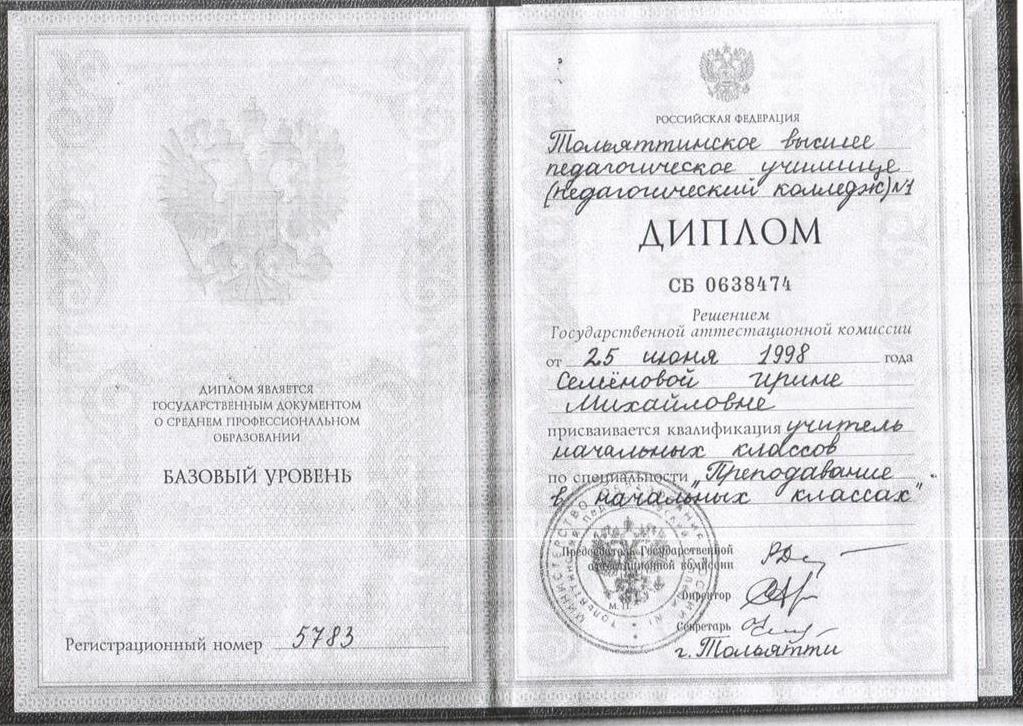 ДИПЛОМ ЯВЛЯЕТСЯ
ГОСУДАРСТВЕННЫМ ДОКУМЕНТОМ
О СРЕДНЕМ ПРОФЕССИОНАЛЬНОМ
ОБРАЗОВАНИИ
БАЗОВЫЙ УРОВЕНЬ
Регистрационный номер 5783
РОССИЙСКАЯ ФЕДЕРАЦИЯ
Тольяттинское высшее
педагогическое училище
(педагогический колледж) №1
ДИПЛОМ
СБ 0638474
Решением
Государственной аттестационной комиссии
от 25 июня 1998 года
Семёновой Ирине
Михайловне
присваивается квалификация учитель
начальных классов
по специальности "Преподавание
в начальных классах"
Председатель Государственной
аттестационной комиссии
Директор
М. П.
Секретарь
г. Тольятти